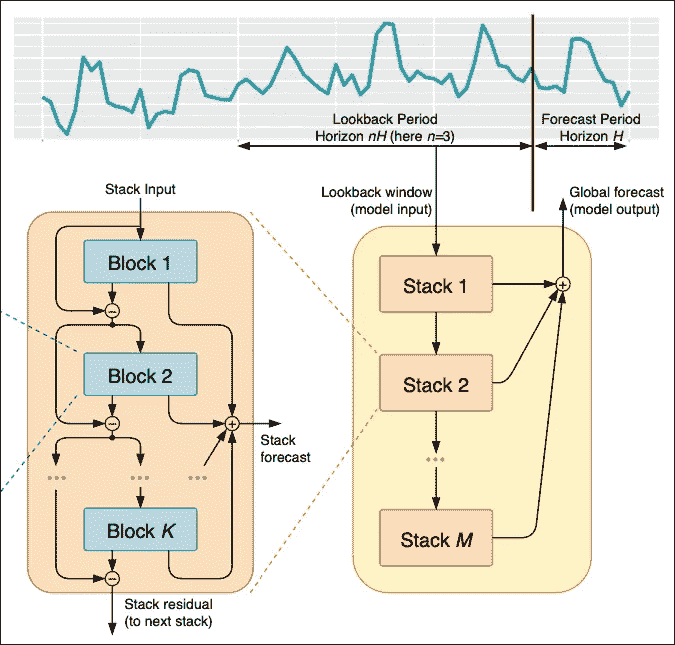 Lookback Period
Horizon nH (here n=3)
Forecast Period
Horizon H
Stack Input
Block 1
−
Block 2
−
+
Stack
forecast
...
...
...
Block K
−
Stack residual
(to next stack)
Lookback window
(model input)
Global forecast
(model output)
Stack 1
+
Stack 2
...
Stack M